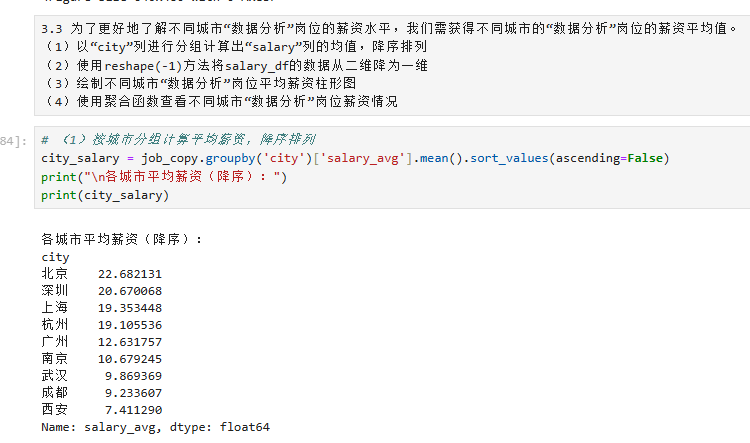 3.3 为了更好地了解不同城市“数据分析”岗位的薪资水平，我们需获得不同城市的“数据分析”岗位的薪资平均值。
（1）以“city”列进行分组计算出“salary”列的均值，降序排列
（2）使用reshape(-1)方法将salary_df的数据从二维降为一维
（3）绘制不同城市“数据分析”岗位平均薪资柱形图
（4）使用聚合函数查看不同城市“数据分析”岗位薪资情况
84]:
# （1）按城市分组计算平均薪资，降序排列
city_salary = job_copy.groupby('city')['salary_avg'].mean().sort_values(ascending=False)
print("\n各城市平均薪资（降序）：")
print(city_salary)
各城市平均薪资（降序）：
city
北京    22.682131
深圳    20.670068
上海    19.353448
杭州    19.105536
广州    12.631757
南京    10.679245
武汉     9.869369
成都     9.233607
西安     7.411290
Name: salary_avg, dtype: float64